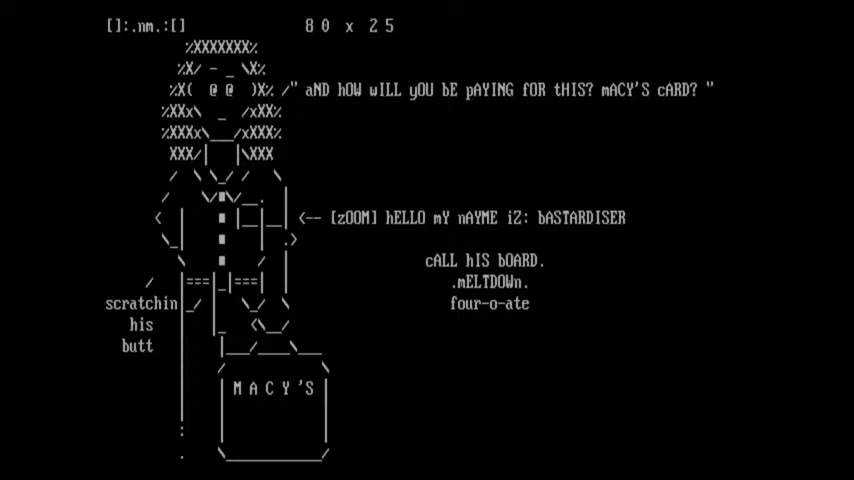 []:.nm.:[]
80 x 25
" aND hOW wILL yOU bE pAYING fOR tHIS? mACY'S cARD? "
<-- [zOOM] hELLO mY nAYME iZ: bASTARDISER
cALL hIS bOARD.
.mELTDOWn.
four-o-ate
scratchin
his
butt
M A C Y'S